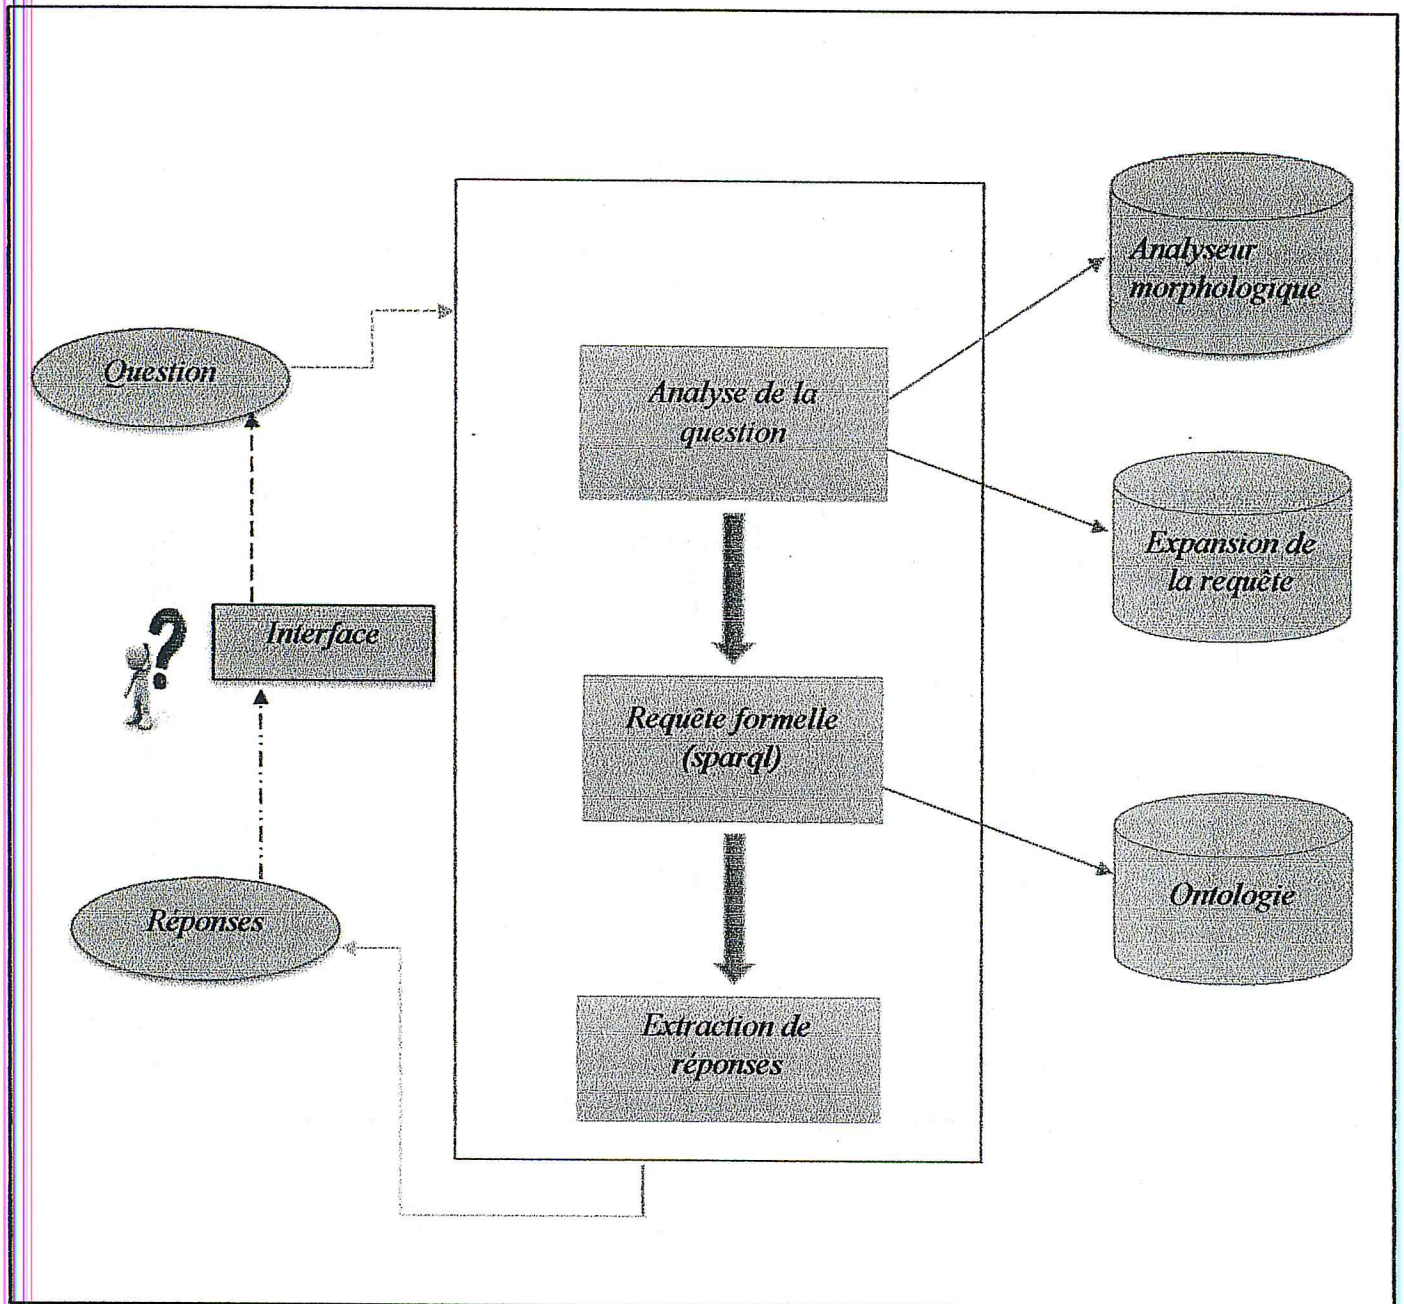 Analyseur
morphologique
Question
Analyse de la
question
Expansion de
la requête
?
Interface
Requête formelle
(sparql)
Ontologie
Réponses
Extraction de
réponses